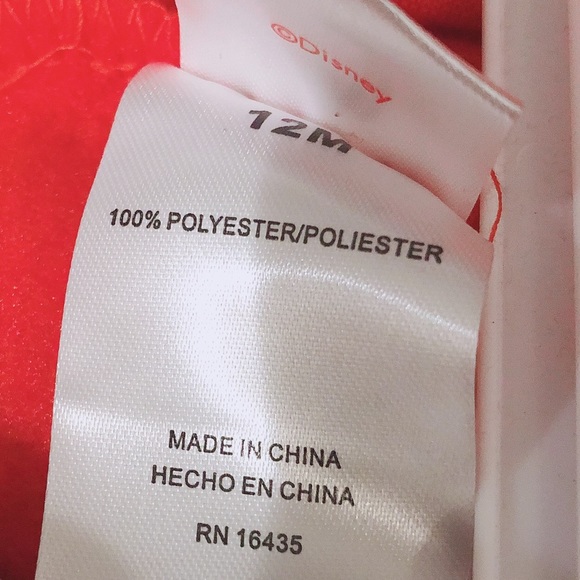 ©Disney
12M
100% POLYESTER/POLIESTER
MADE IN CHINA
HECHO EN CHINA
RN 16435